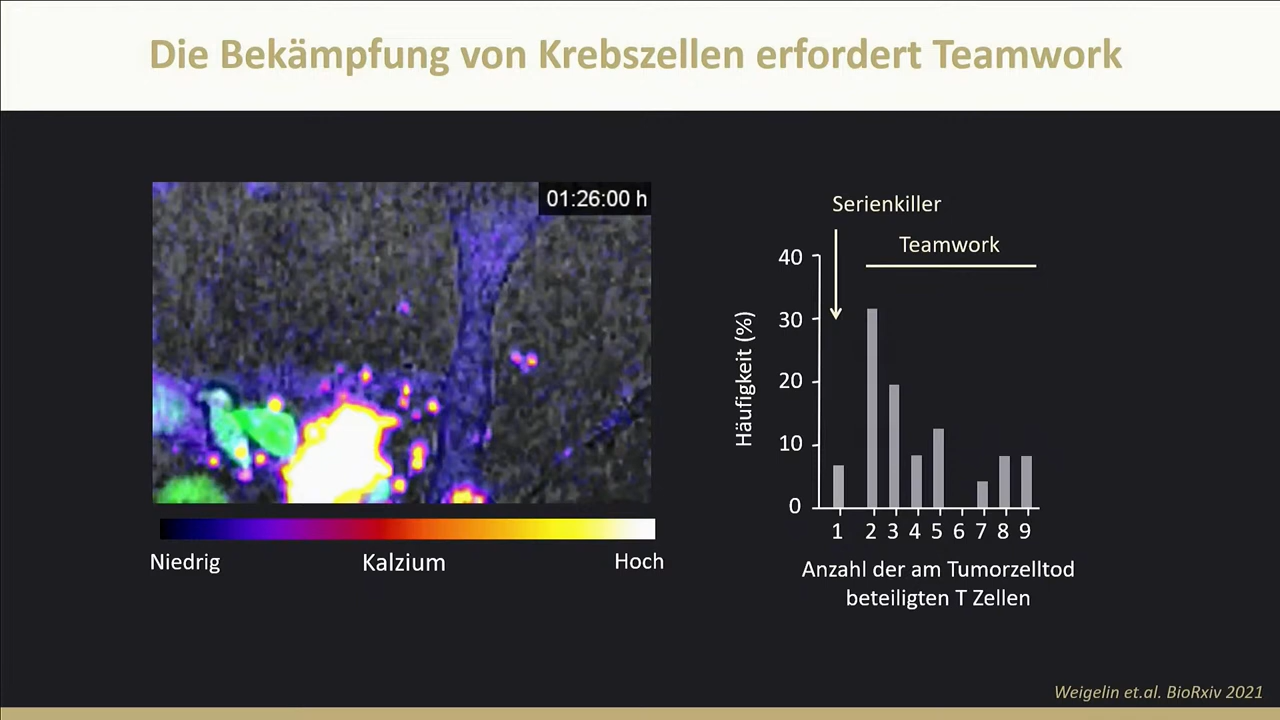 Die Bekämpfung von Krebszellen erfordert Teamwork
01:26:00 h
Niedrig
Kalzium
Hoch
Serienkiller
Teamwork
40
30
20
10
0
Häufigkeit (%)
1 2 3 4 5 6 7 8 9
Anzahl der am Tumorzelltod
beteiligten T Zellen
Weigelin et.al. BioRxiv 2021